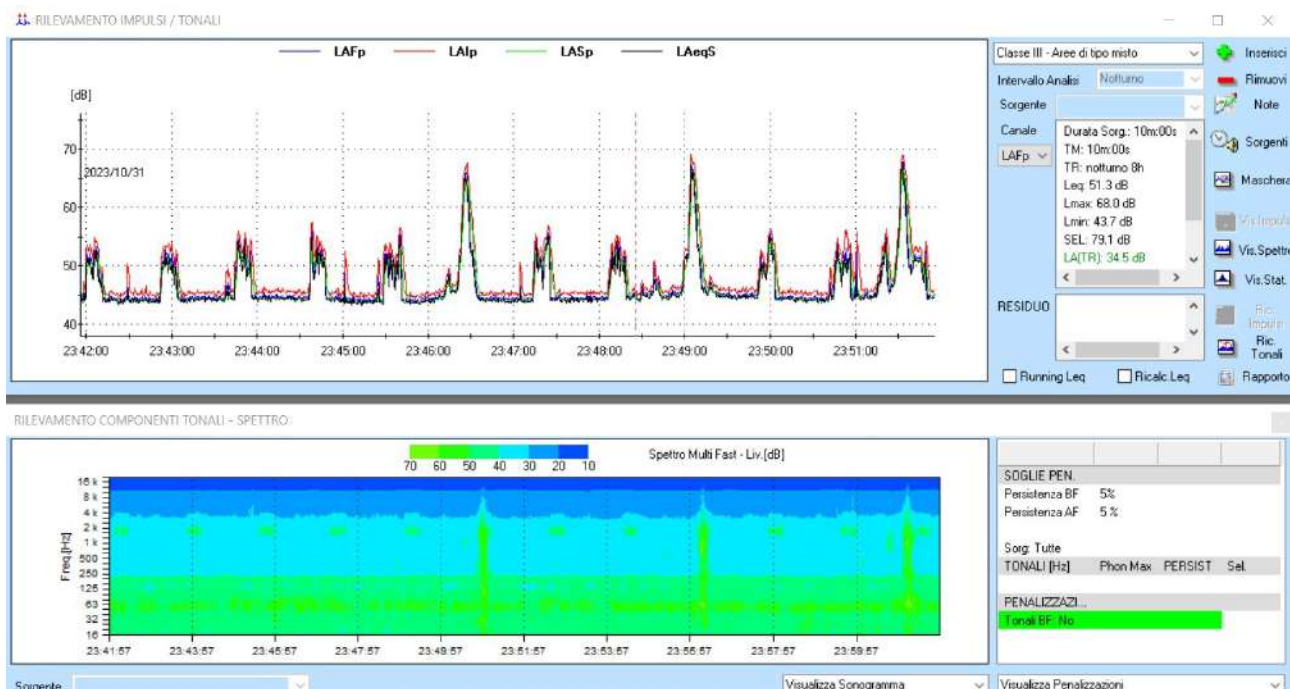 RILEVAMENTO IMPULSI / TONALI
LAFp LAIp LASp LAeqS
[dB]
2023/10/31
70
60
50
40
23:42:00 23:43:00 23:44:00 23:45:00 23:46:00 23:47:00 23:48:00 23:49:00 23:50:00 23:51:00
Classe III - Aree di tipo misto
Intervallo Analisi Notturno
Sorgente
Canale
LAFp
Durata Sorg.: 10m:00s
TM: 10m:00s
TR: notturno 8h
Leq: 51.3 dB
Lmax: 68.0 dB
Lmin: 43.7 dB
SEL: 79.1 dB
LA(TR): 34.5 dB
RESIDUO
Running Leq Ricalc.Leq
Inserisci
Rimuovi
Note
Sorgenti
Maschera
Vis.Impulsi
Vis.Spettro
Vis.Stat.
Ric.
Impulsi
Ric.
Tonali
Rapporto
RILEVAMENTO COMPONENTI TONALI - SPETTRO
70 60 50 40 30 20 10
Spettro Multi Fast - Liv.[dB]
Freq.[Hz]
16 k
8 k
4 k
2 k
1 k
500
250
125
63
32
16
23:41:57 23:43:57 23:45:57 23:47:57 23:49:57 23:51:57 23:53:57 23:55:57 23:57:57 23:59:57
SOGLIE PEN.
Persistenza BF 5%
Persistenza AF 5 %
Sorg: Tutte
TONALI [Hz] Phon Max PERSIST Sel.
PENALIZZAZI...
Tonali BF: No
Sorgente
Visualizza Sonogramma
Visualizza Penalizzazioni